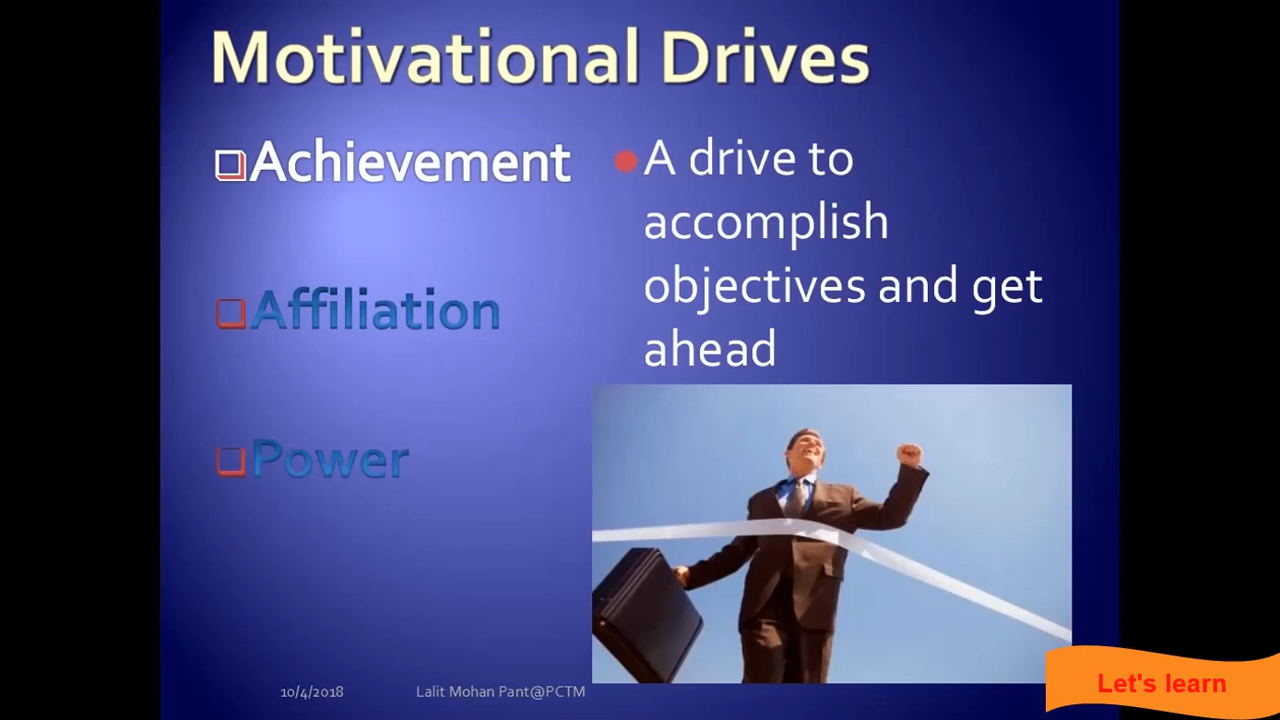 Motivational Drives
Achievement
Affiliation
Power
A drive to
accomplish
objectives and get
ahead
10/4/2018
Lalit Mohan Pant@PCTM
Let's learn